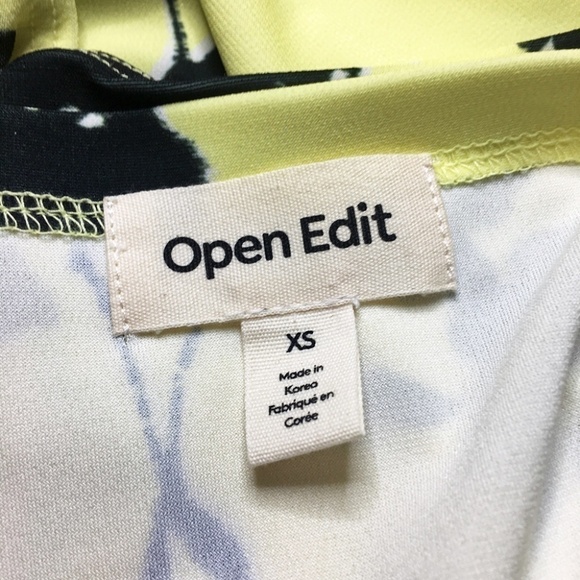 Open Edit
XS
Made in
Korea
Fabriqué en
Corée